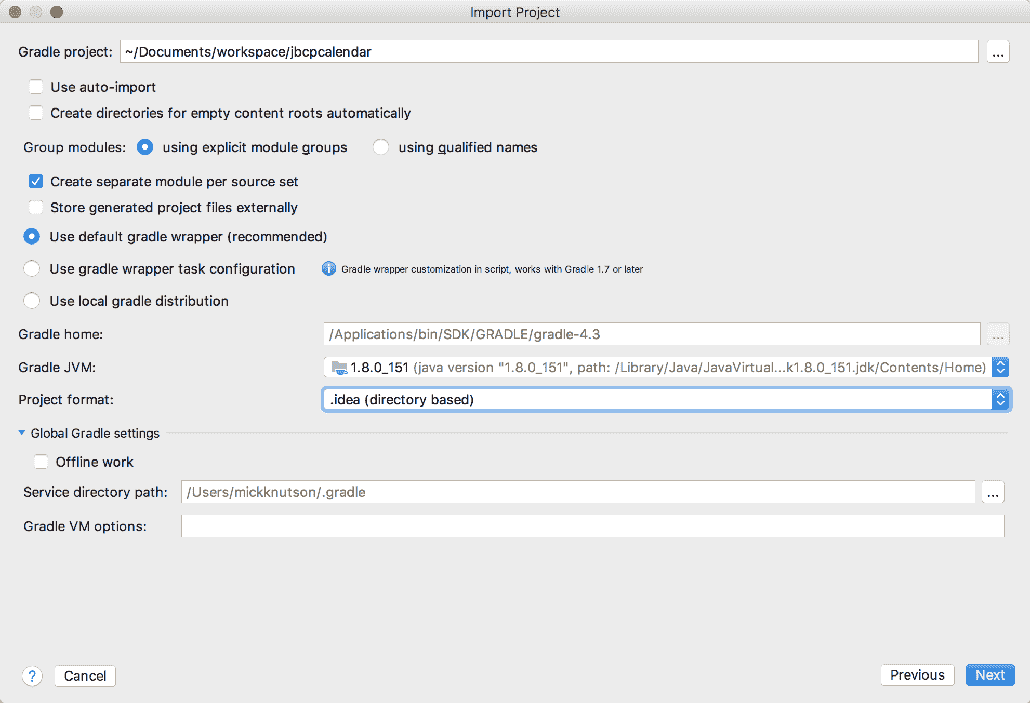 Import Project
Gradle project: ~/Documents/workspace/jbcpcalendar ...
Use auto-import
Create directories for empty content roots automatically
Group modules: using explicit module groups using qualified names
Create separate module per source set
Store generated project files externally
Use default gradle wrapper (recommended)
Use gradle wrapper task configuration Gradle wrapper customization in script, works with Gradle 1.7 or later
Use local gradle distribution
Gradle home: /Applications/bin/SDK/GRADLE/gradle-4.3 ...
Gradle JVM: 1.8.0_151 (java version "1.8.0_151", path: /Library/Java/JavaVirtual...k1.8.0_151.jdk/Contents/Home)
Project format: .idea (directory based)
Global Gradle settings
Offline work
Service directory path: /Users/mickknutson/.gradle ...
Gradle VM options:
? Cancel Previous Next